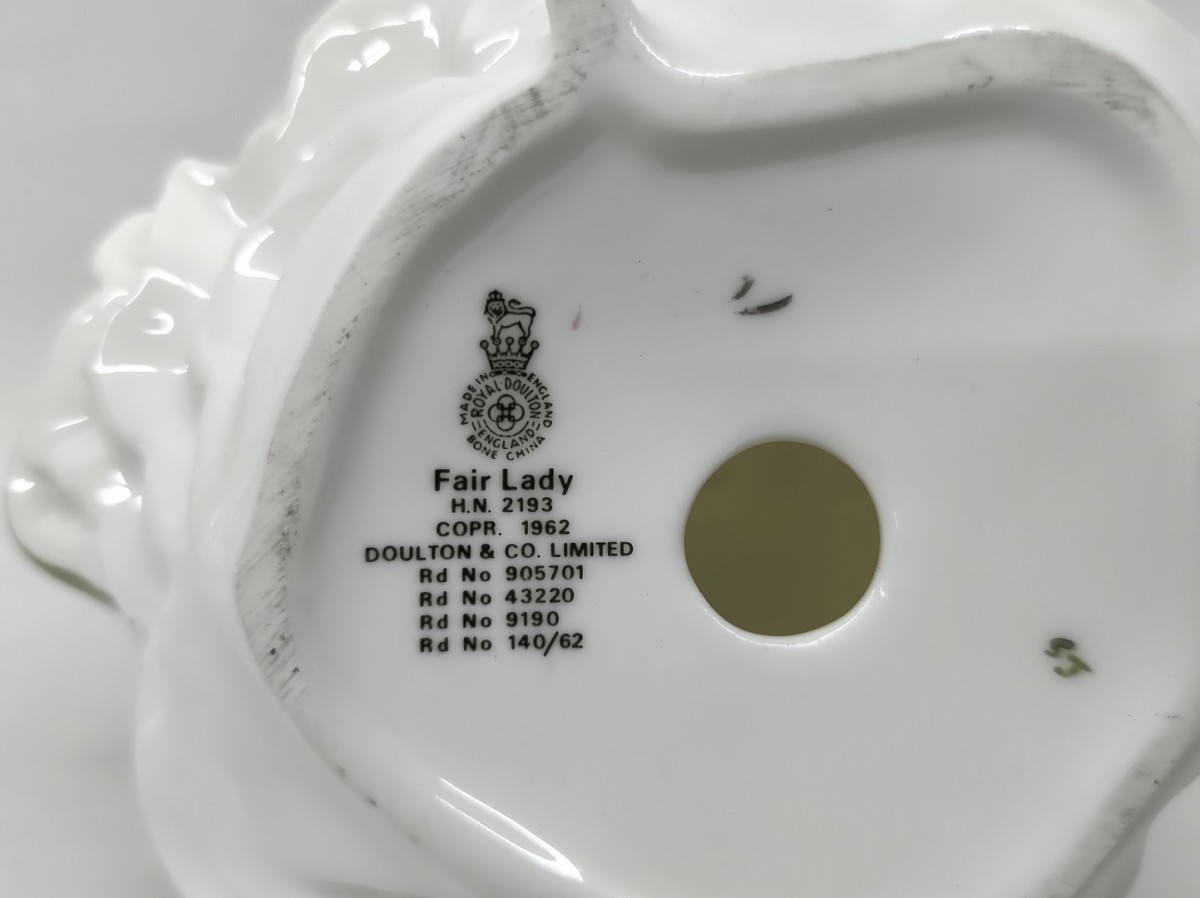 MADE IN ENGLAND
ROYAL DOULTON
ENGLAND
BONE CHINA
Fair Lady
H.N. 2193
COPR. 1962
DOULTON & CO. LIMITED
Rd No 905701
Rd No 43220
Rd No 9190
Rd No 140/62